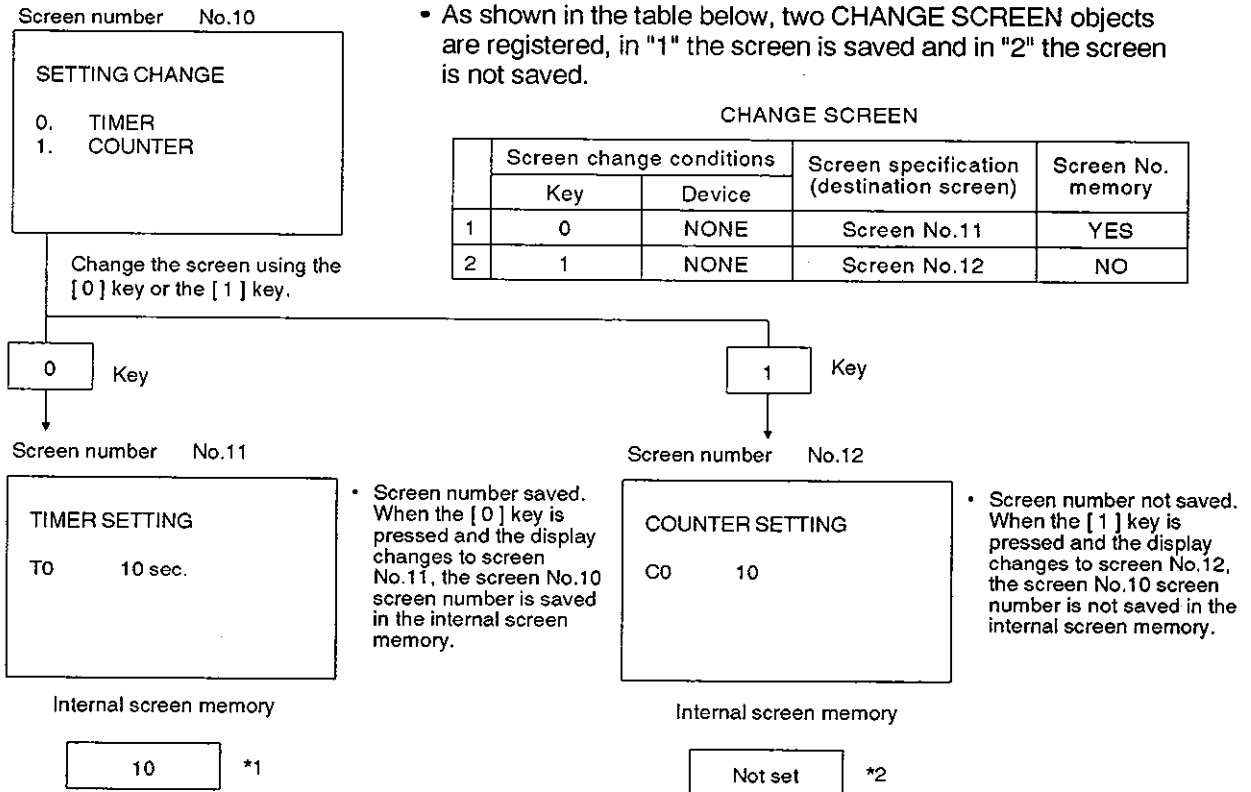 Screen number No.10
SETTING CHANGE
0. TIMER
1. COUNTER
• As shown in the table below, two CHANGE SCREEN objects
are registered, in "1" the screen is saved and in "2" the screen
is not saved.
CHANGE SCREEN
Screen change conditions Screen specification (destination screen) Screen No. memory
Key Device
1 0 NONE Screen No.11 YES
2 1 NONE Screen No.12 NO
Change the screen using the
[ 0 ] key or the [ 1 ] key.
0 Key
1 Key
Screen number No.11
TIMER SETTING
T0 10 sec.
• Screen number saved.
When the [ 0 ] key is
pressed and the display
changes to screen
No.11, the screen No.10
screen number is saved
in the internal screen
memory.
Internal screen memory
10 *1
Screen number No.12
COUNTER SETTING
C0 10
• Screen number not saved.
When the [ 1 ] key is
pressed and the display
changes to screen No.12,
the screen No.10 screen
number is not saved in the
internal screen memory.
Internal screen memory
Not set *2